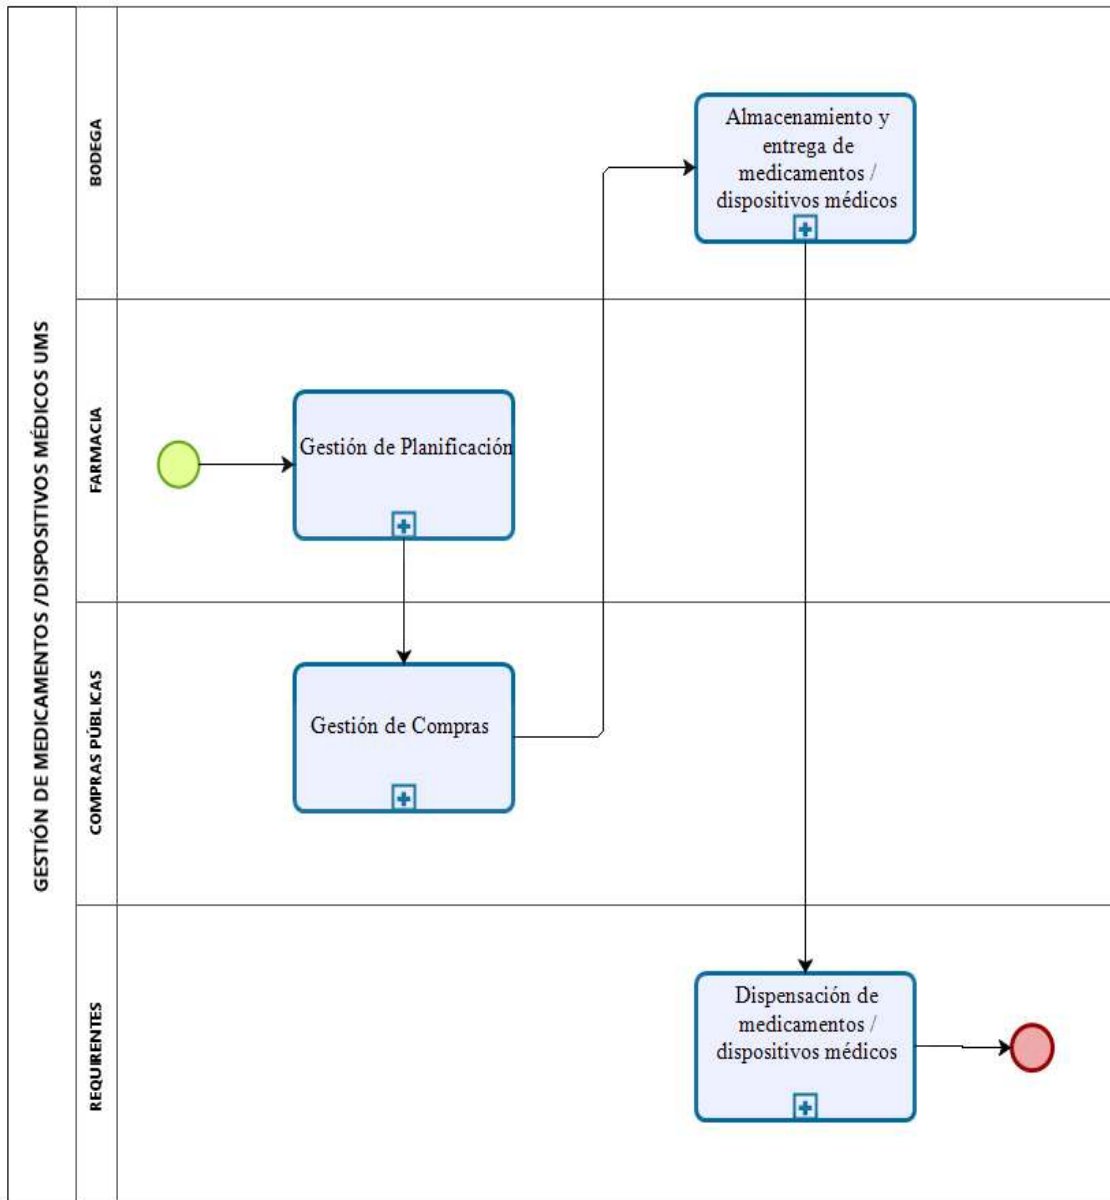 GESTIÓN DE MEDICAMENTOS /DISPOSITIVOS MÉDICOS UMS
BODEGA
Almacenamiento y
entrega de
medicamentos /
dispositivos médicos
FARMACIA
Gestión de Planificación
COMPRAS PÚBLICAS
Gestión de Compras
REQUIRENTES
Dispensación de
medicamentos /
dispositivos médicos